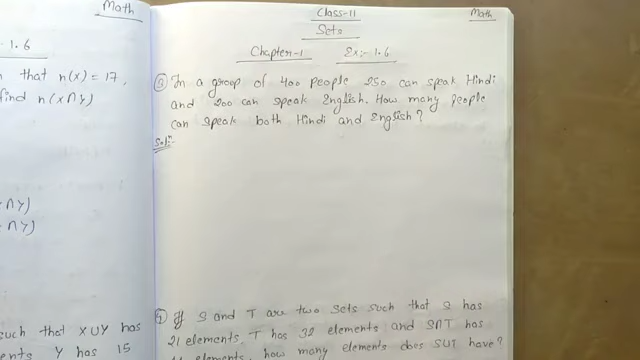 Math
- 1.6
that n(x) = 17,
find n(x∩y)
∩y)
∩y)
such that X∪Y has
ents Y has 15
Class-11
Math
Sets
Chapter-1 Ex:- 1.6
③ In a group of 400 people 250 can speak Hindi
and 200 can speak English. How many people
can speak both Hindi and English?
Solⁿ:-
④ If S and T are two sets such that S has
21 elements, T has 32 elements and S∩T has
11 elements, how many elements does S∪T have?